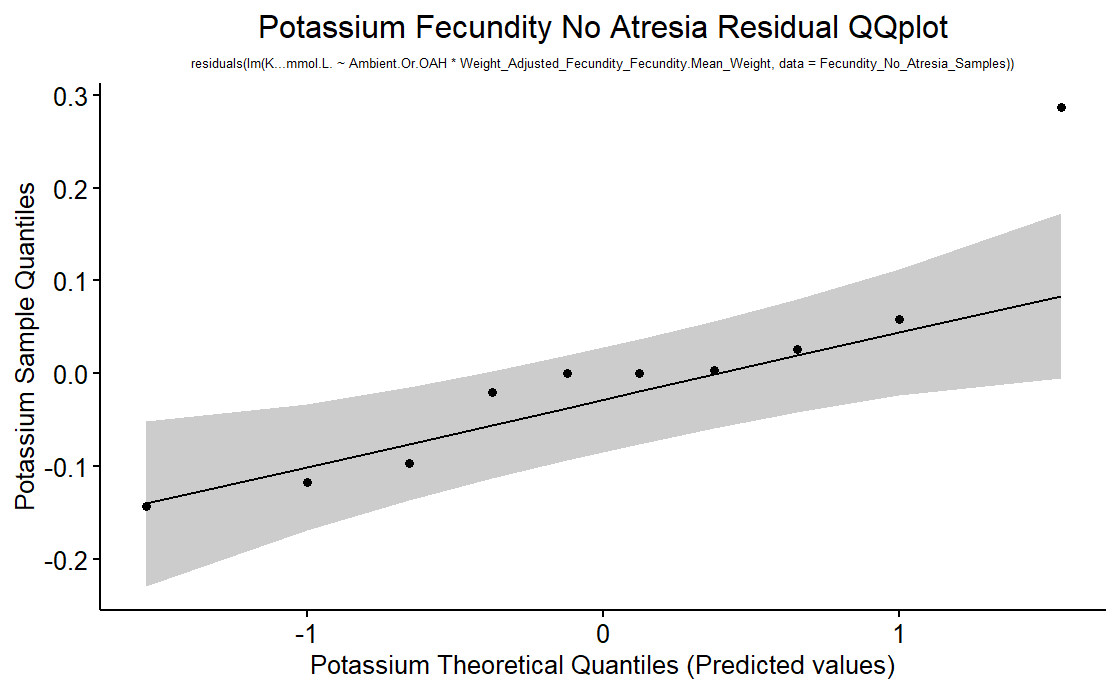 Potassium Fecundity No Atresia Residual QQplot
residuals(lm(K...mmol.L. ~ Ambient.Or.OAH * Weight_Adjusted_Fecundity_Fecundity.Mean_Weight, data = Fecundity_No_Atresia_Samples))
Potassium Sample Quantiles
0.3
0.2
0.1
0.0
-0.1
-0.2
-1
0
1
Potassium Theoretical Quantiles (Predicted values)